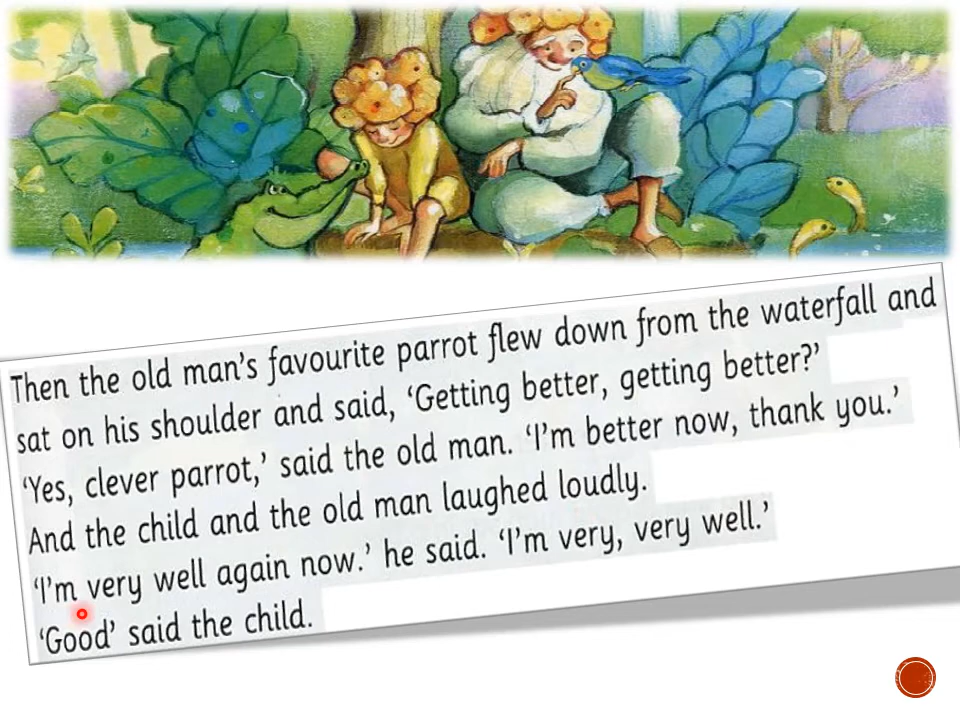 Then the old man's favourite parrot flew down from the waterfall and
sat on his shoulder and said, ‘Getting better, getting better?’
‘Yes, clever parrot,’ said the old man. ‘I'm better now, thank you.’
And the child and the old man laughed loudly.
‘I'm very well again now.’ he said. ‘I'm very, very well.’
‘Good’ said the child.